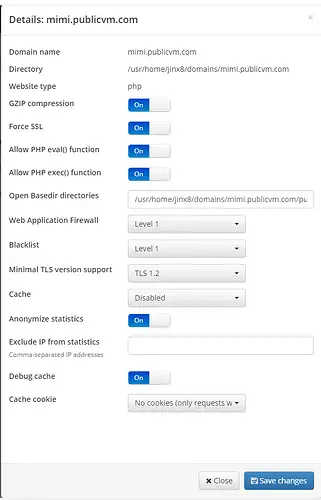 Details: mimi.publicvm.com ×
Domain name mimi.publicvm.com
Directory /usr/home/jinx8/domains/mimi.publicvm.com
Website type php
GZIP compression On
Force SSL On
Allow PHP eval() function On
Allow PHP exec() function On
Open Basedir directories /usr/home/jinx8/domains/mimi.publicvm.com/pu
Web Application Firewall Level 1
Blacklist Level 1
Minimal TLS version support TLS 1.2
Cache Disabled
Anonymize statistics On
Exclude IP from statistics
Comma-separated IP addresses
Debug cache On
Cache cookie No cookies (only requests w
× Close Save changes